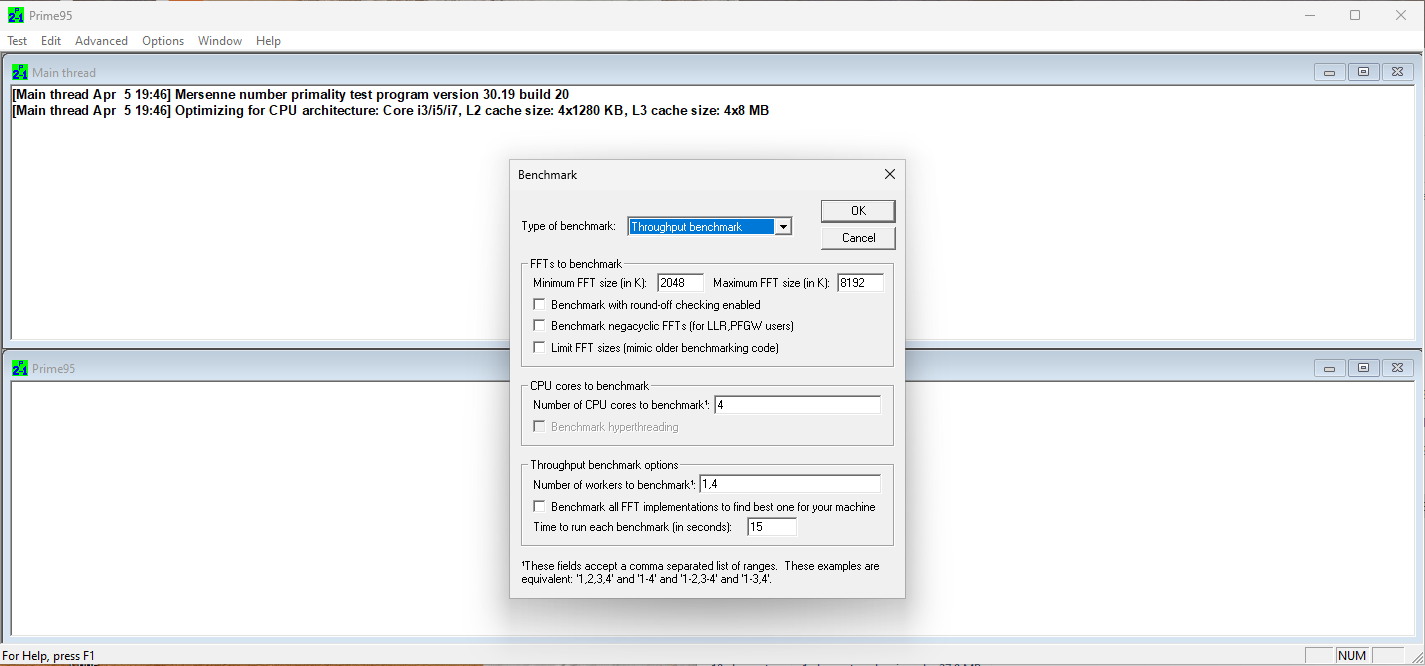 Prime95
Test Edit Advanced Options Window Help
Main thread
[Main thread Apr  5 19:46] Mersenne number primality test program version 30.19 build 20
[Main thread Apr  5 19:46] Optimizing for CPU architecture: Core i3/i5/i7, L2 cache size: 4x1280 KB, L3 cache size: 4x8 MB
Benchmark
OK
Type of benchmark: Throughput benchmark
Cancel
FFTs to benchmark
Minimum FFT size (in K): 2048 Maximum FFT size (in K): 8192
Benchmark with round-off checking enabled
Benchmark negacyclic FFTs (for LLR,PFGW users)
Limit FFT sizes (mimic older benchmarking code)
Prime95
CPU cores to benchmark
Number of CPU cores to benchmark¹: 4
Benchmark hyperthreading
Throughput benchmark options
Number of workers to benchmark¹: 1,4
Benchmark all FFT implementations to find best one for your machine
Time to run each benchmark (in seconds): 15
¹These fields accept a comma separated list of ranges.  These examples are
equivalent: '1,2,3,4' and '1-4' and '1-2,3-4' and '1-3,4'.
For Help, press F1
NUM